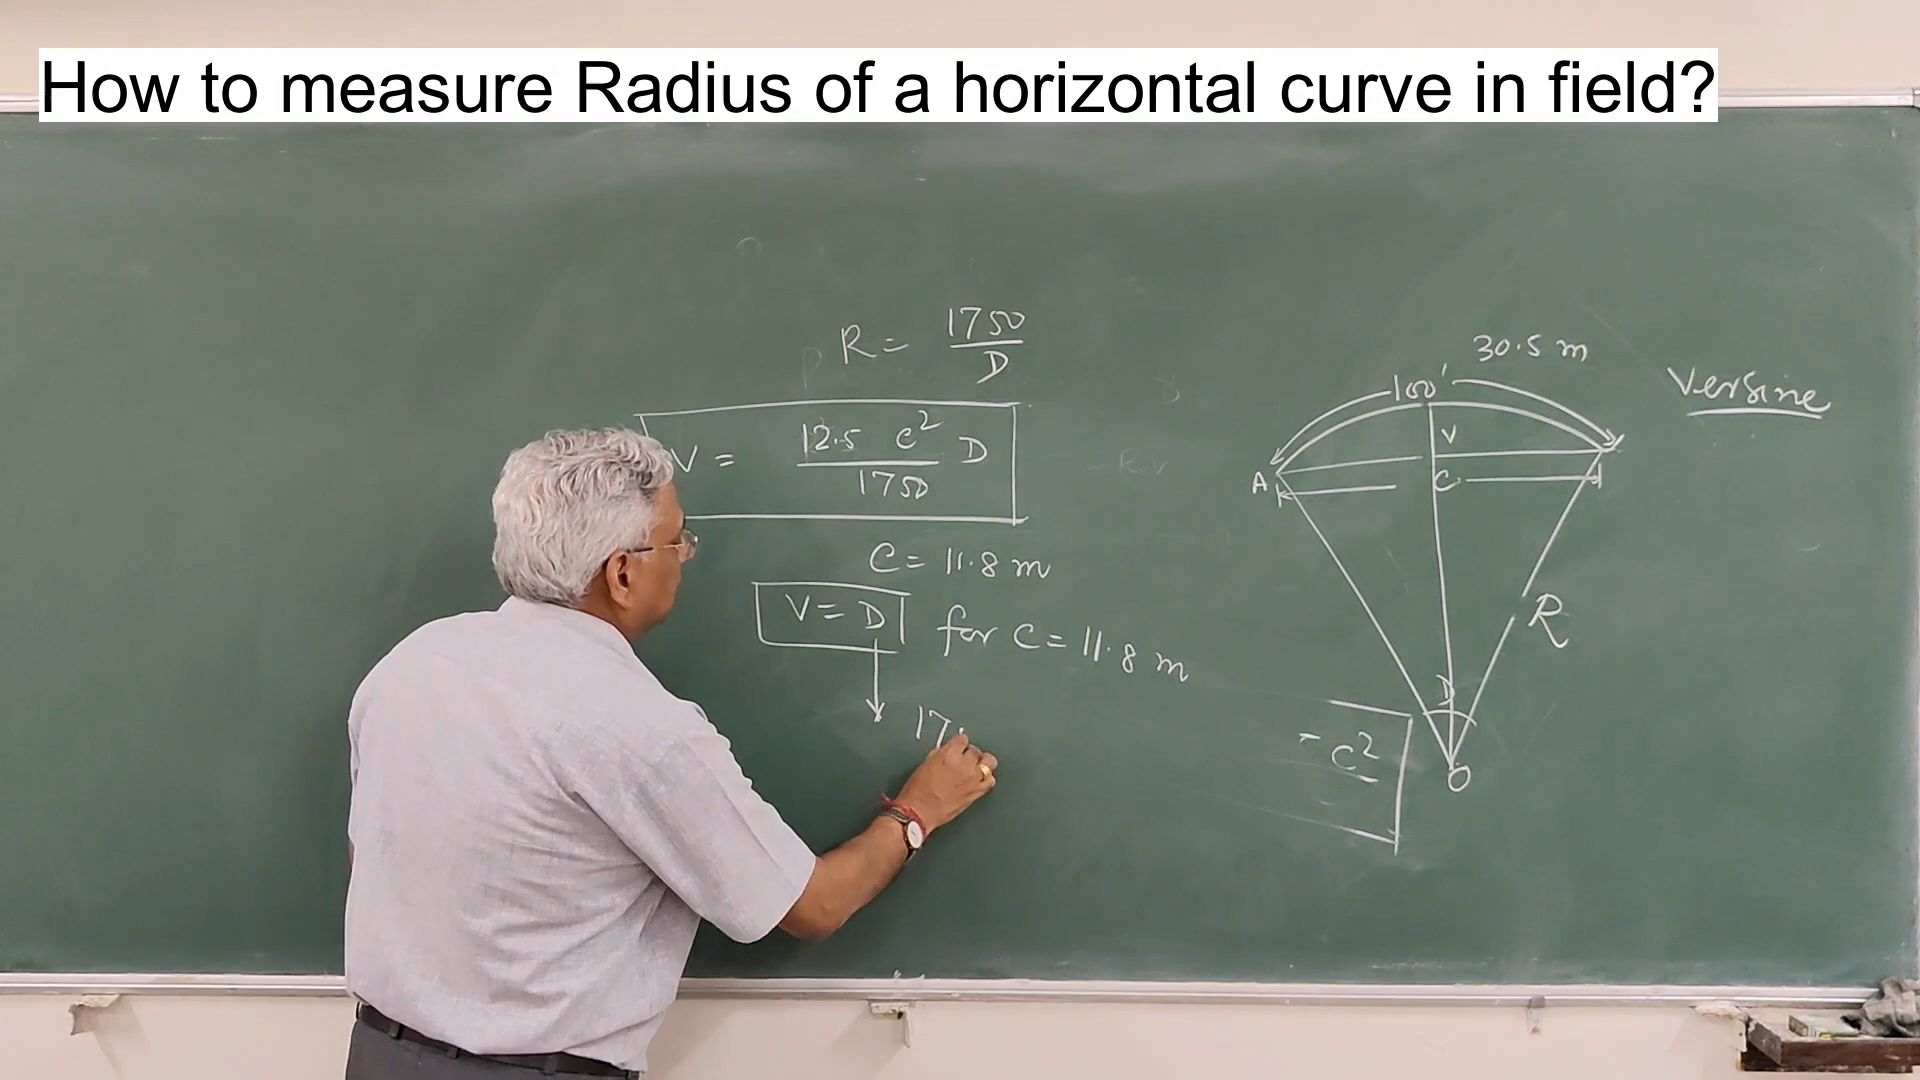 How to measure Radius of a horizontal curve in field?
R = 1750 / D
V = 12.5 C² / 1750 D
C = 11.8 m
V = D for C = 11.8 m
17
30.5 m
100'
Versine
V
A C
R
D
C²
O